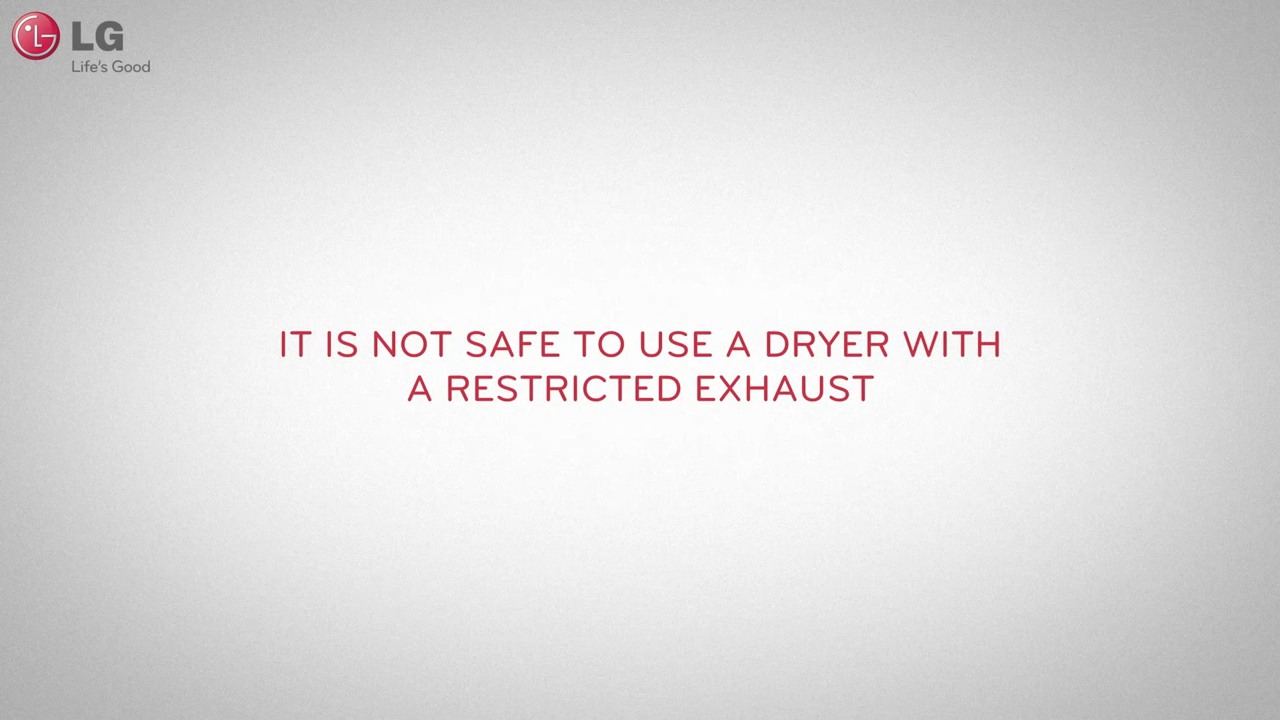 LG
Life's Good
IT IS NOT SAFE TO USE A DRYER WITH
A RESTRICTED EXHAUST